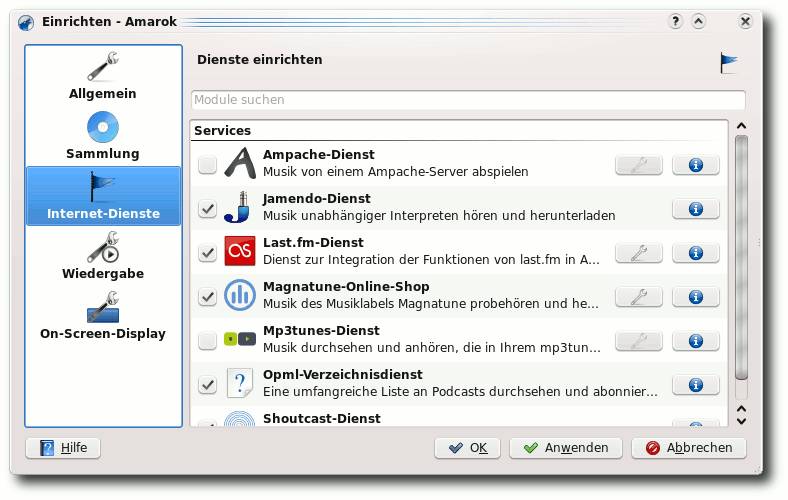 Einrichten - Amarok
?
Allgemein
Sammlung
Internet-Dienste
Wiedergabe
On-Screen-Display
Dienste einrichten
Module suchen
Services
Ampache-Dienst
Musik von einem Ampache-Server abspielen
Jamendo-Dienst
Musik unabhängiger Interpreten hören und herunterladen
Last.fm-Dienst
Dienst zur Integration der Funktionen von last.fm in A...
Magnatune-Online-Shop
Musik des Musiklabels Magnatune probehören und he...
Mp3tunes-Dienst
Musik durchsehen und anhören, die in Ihrem mp3tun...
Opml-Verzeichnisdienst
Eine umfangreiche Liste an Podcasts durchsehen und abonnier...
Shoutcast-Dienst
Hilfe
OK
Anwenden
Abbrechen